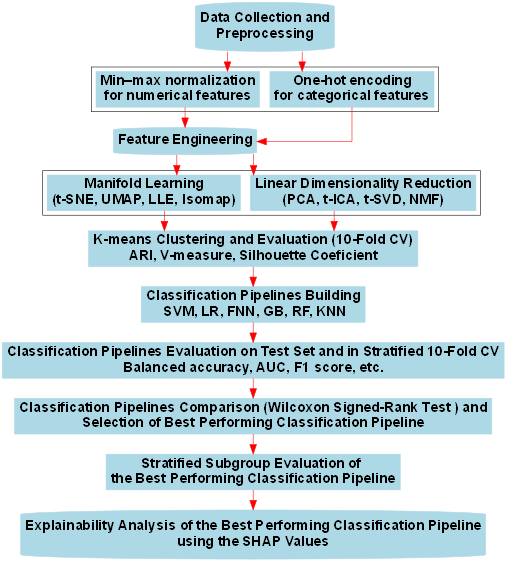 Data Collection and
Preprocessing
Min–max normalization
for numerical features
One-hot encoding
for categorical features
Feature Engineering
Manifold Learning
(t-SNE, UMAP, LLE, Isomap)
Linear Dimensionality Reduction
(PCA, t-ICA, t-SVD, NMF)
K-means Clustering and Evaluation (10-Fold CV)
ARI, V-measure, Silhouette Coeficient
Classification Pipelines Building
SVM, LR, FNN, GB, RF, KNN
Classification Pipelines Evaluation on Test Set and in Stratified 10-Fold CV
Balanced accuracy, AUC, F1 score, etc.
Classification Pipelines Comparison (Wilcoxon Signed-Rank Test ) and
Selection of Best Performing Classification Pipeline
Stratified Subgroup Evaluation of
the Best Performing Classification Pipeline
Explainability Analysis of the Best Performing Classification Pipeline
using the SHAP Values